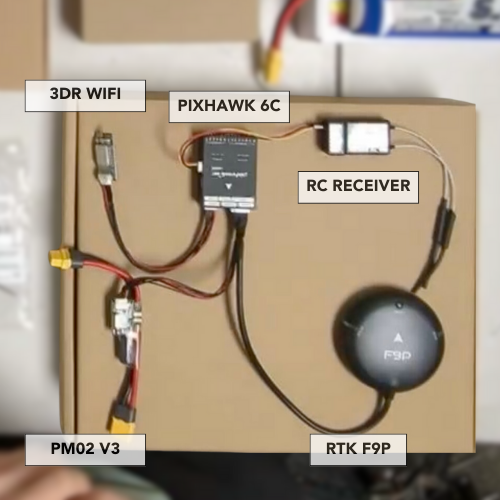 3DR WIFI
PIXHAWK 6C
RC RECEIVER
F9P
PM02 V3
RTK F9P